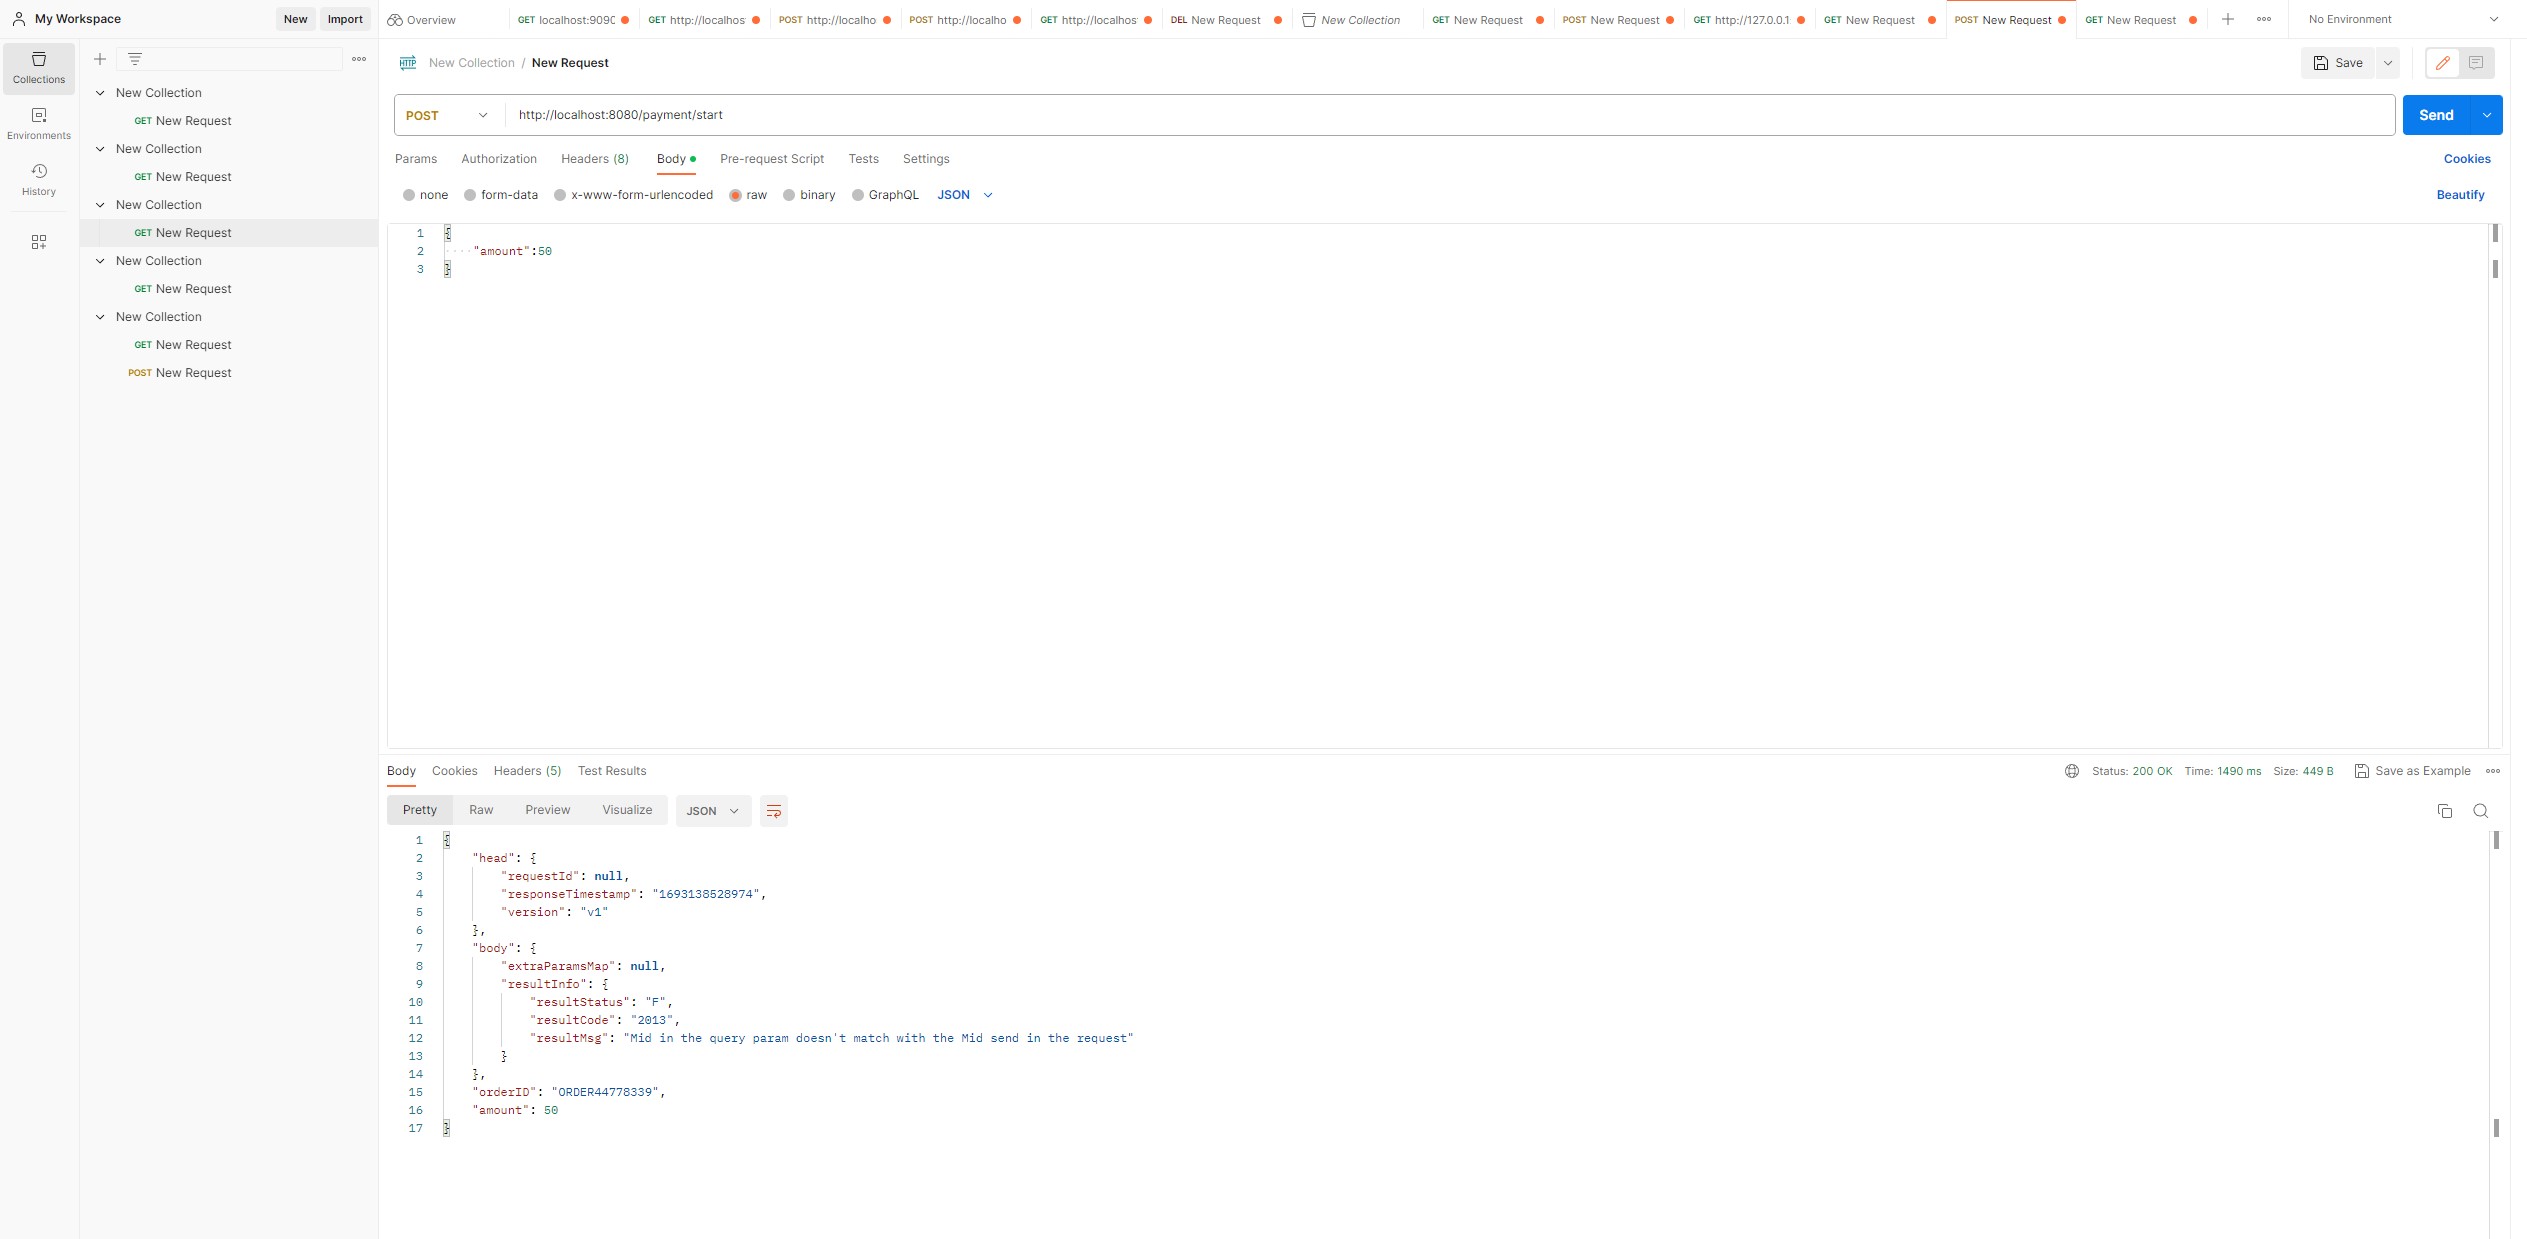 My Workspace New Import
Overview GET localhost:909C GET http://localhos POST http://localho POST http://localho GET http://localhos DEL New Request New Collection GET New Request POST New Request GET http://127.0.0.1 GET New Request POST New Request GET New Request No Environment
Collections
Environments
History
New Collection
GET New Request
New Collection
GET New Request
New Collection
GET New Request
New Collection
GET New Request
New Collection
GET New Request
POST New Request
HTTP New Collection / New Request Save
POST http://localhost:8080/payment/start Send
Params Authorization Headers (8) Body Pre-request Script Tests Settings Cookies
none form-data x-www-form-urlencoded raw binary GraphQL JSON Beautify
1 {
2 ····"amount":50
3 }
Body Cookies Headers (5) Test Results Status: 200 OK Time: 1490 ms Size: 449 B Save as Example
Pretty Raw Preview Visualize JSON
1 {
2 "head": {
3 "requestId": null,
4 "responseTimestamp": "1693138528974",
5 "version": "v1"
6 },
7 "body": {
8 "extraParamsMap": null,
9 "resultInfo": {
10 "resultStatus": "F",
11 "resultCode": "2013",
12 "resultMsg": "Mid in the query param doesn't match with the Mid send in the request"
13 }
14 },
15 "orderID": "ORDER44778339",
16 "amount": 50
17 }